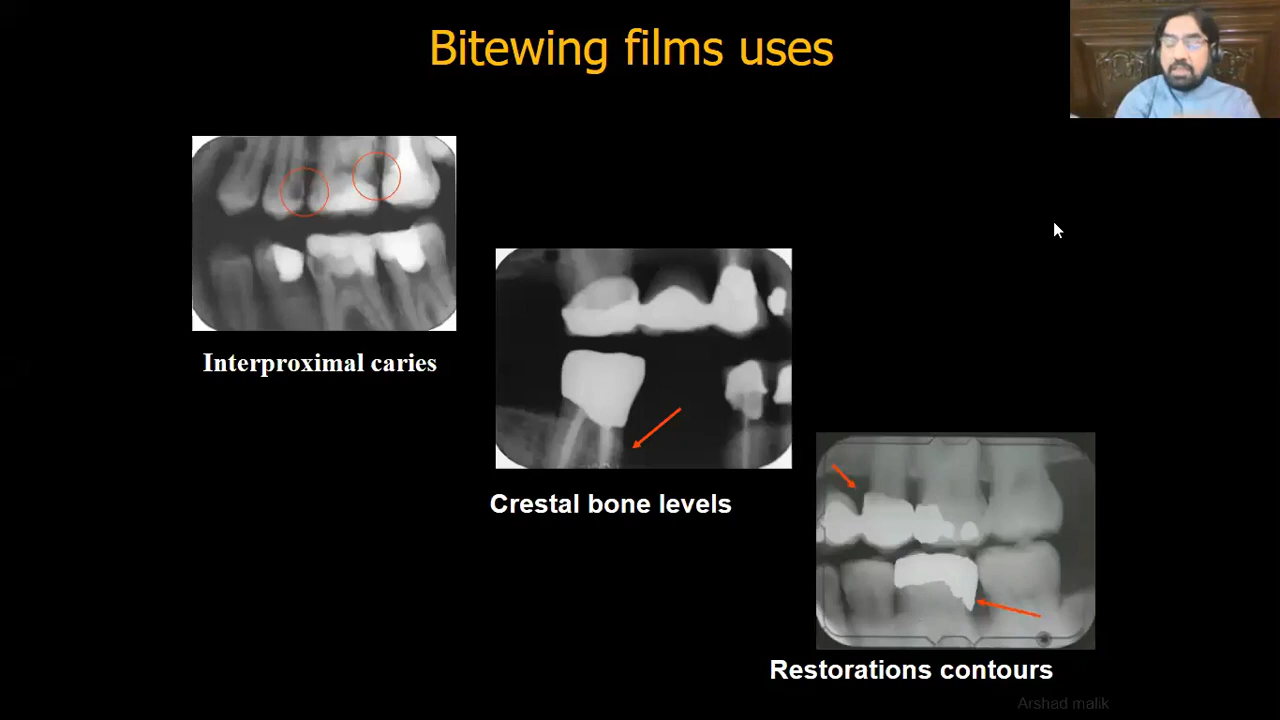 Bitewing films uses
Interproximal caries
Crestal bone levels
Restorations contours
Arshad malik